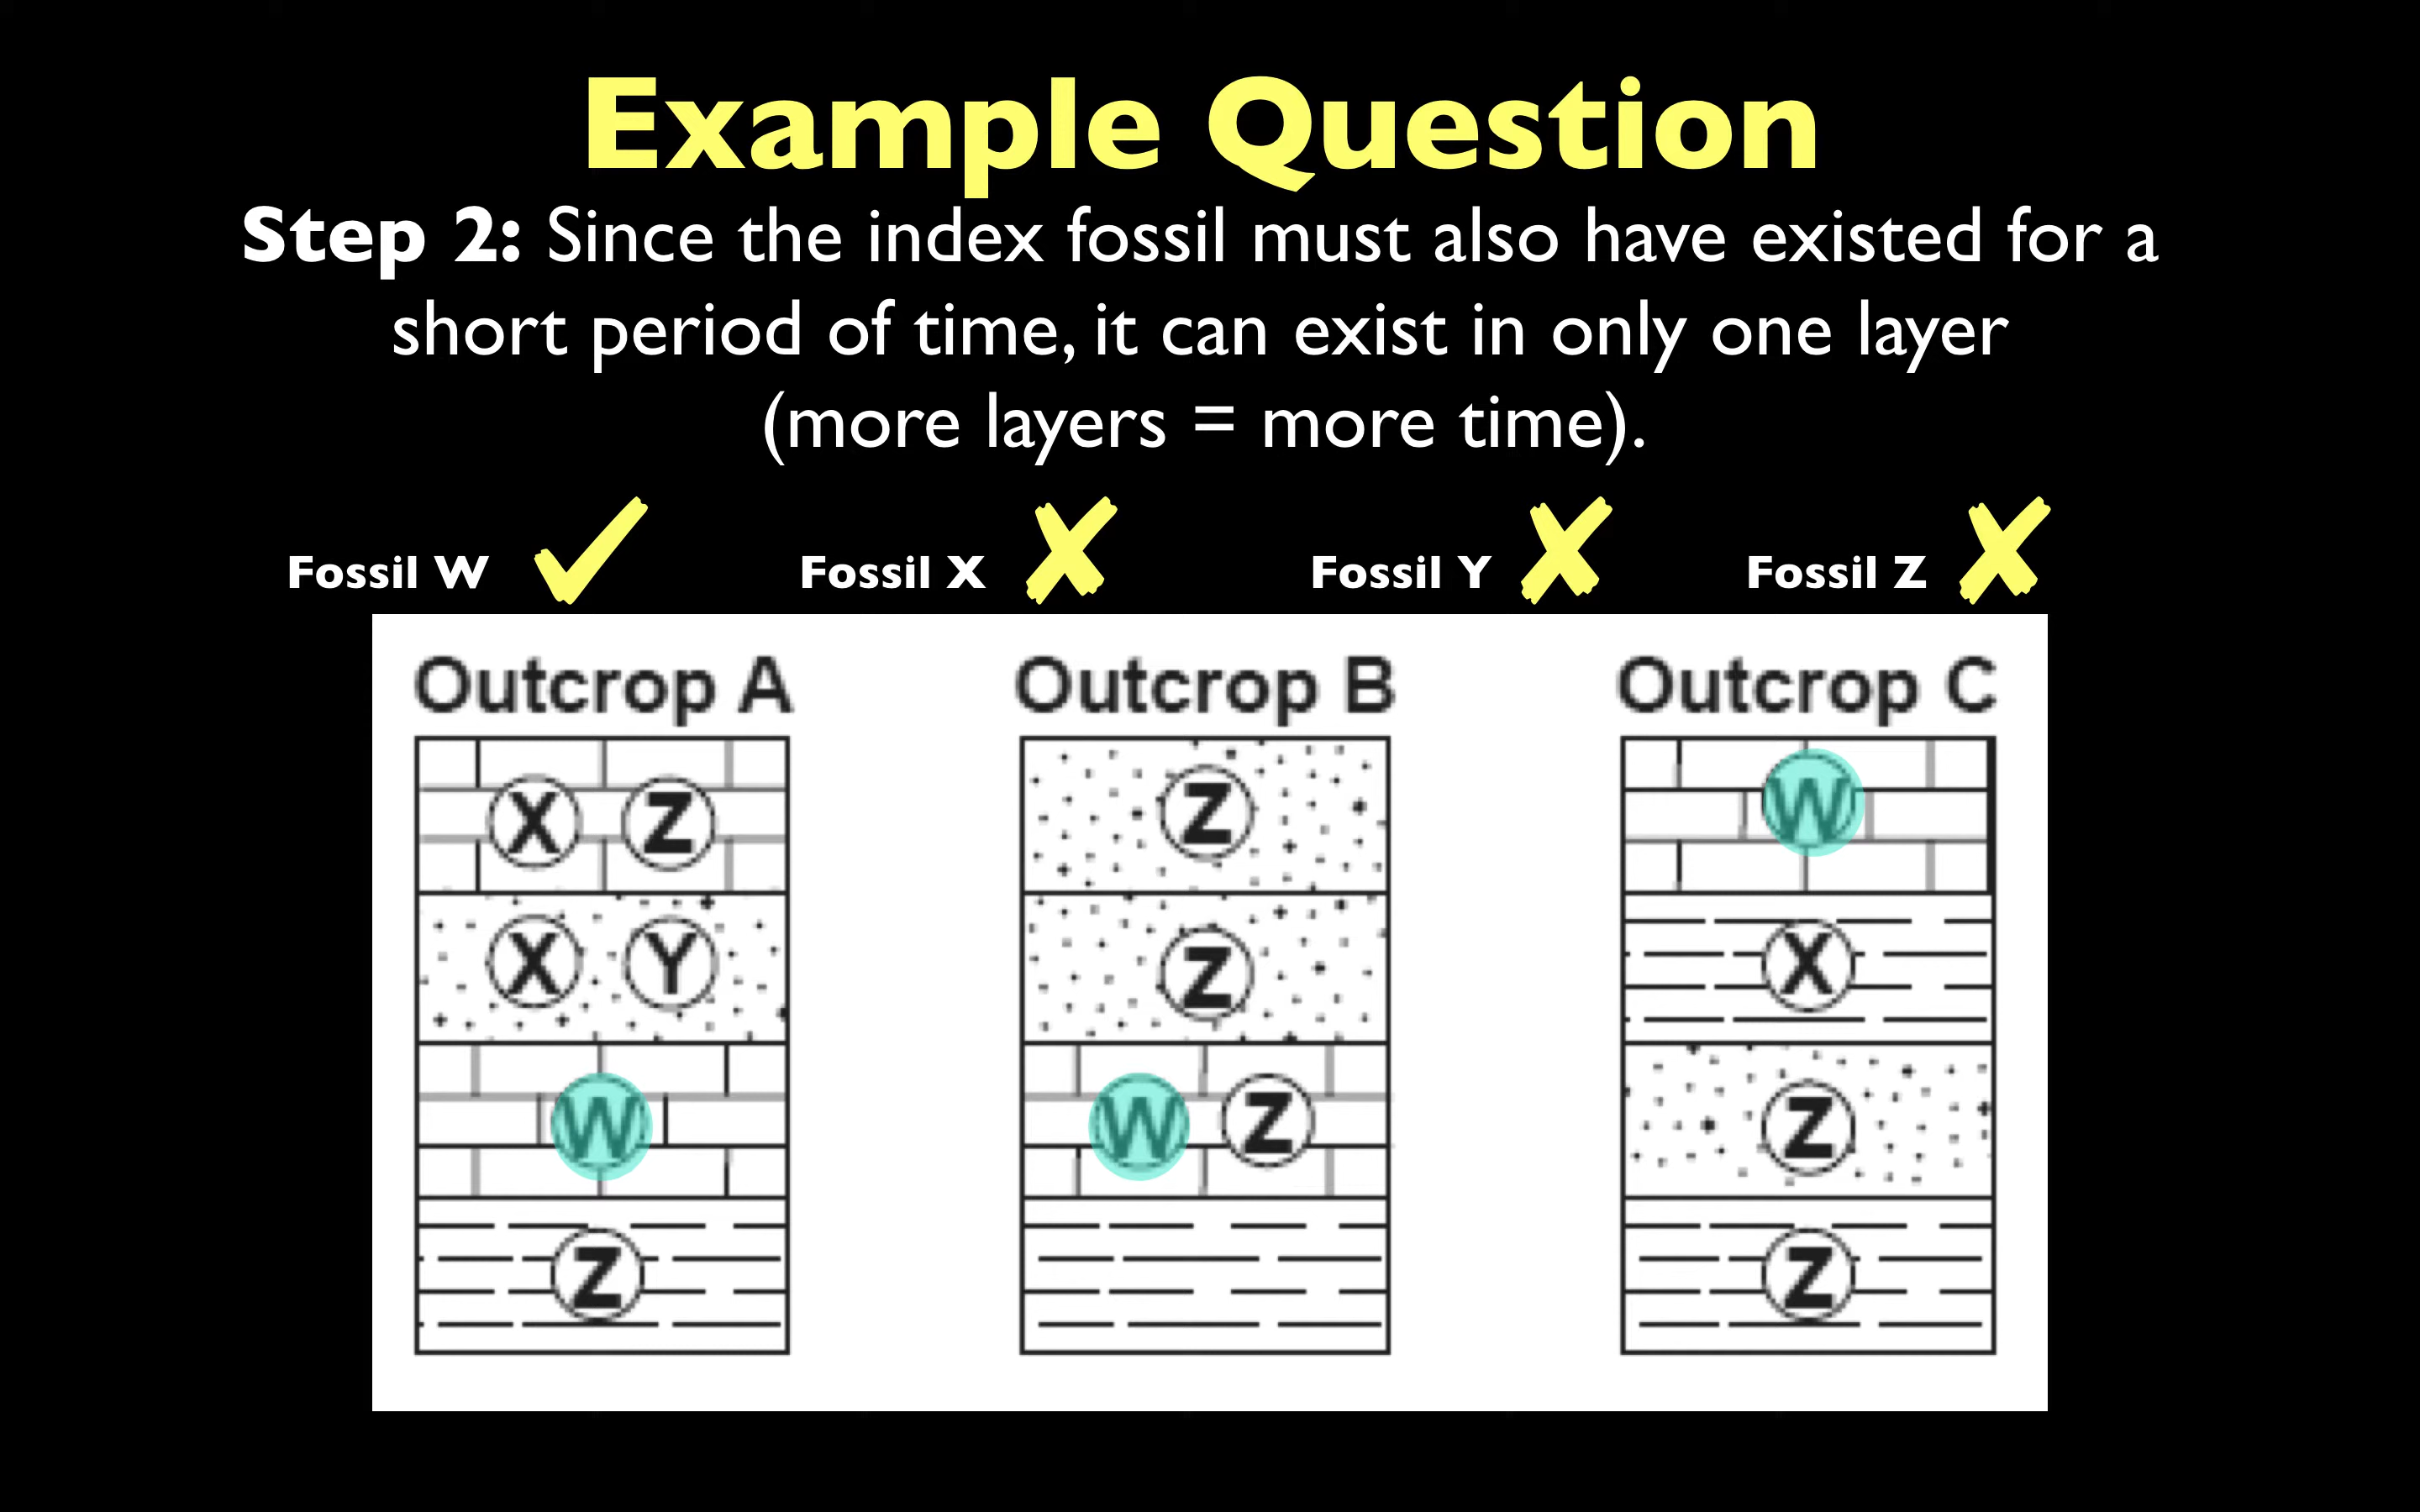 Example Question
Step 2: Since the index fossil must also have existed for a
short period of time, it can exist in only one layer
(more layers = more time).
Fossil W ✓ Fossil X ✗ Fossil Y ✗ Fossil Z ✗
Outcrop A Outcrop B Outcrop C
X Z Z W
X Y Z X
W W Z Z
Z Z